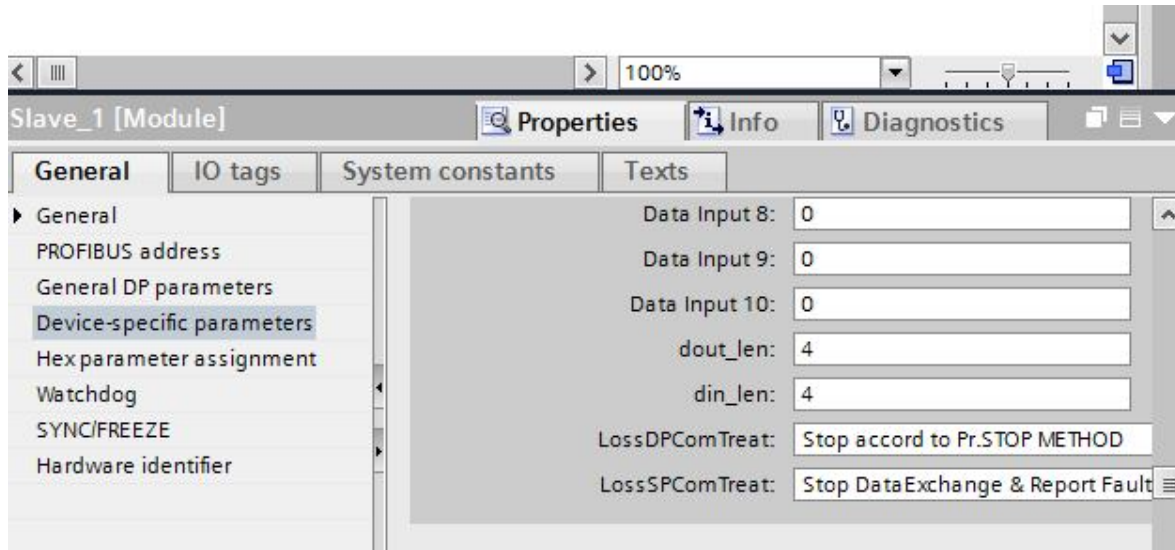 100%
Slave_1 [Module]
Properties
Info
Diagnostics
General
IO tags
System constants
Texts
General
PROFIBUS address
General DP parameters
Device-specific parameters
Hex parameter assignment
Watchdog
SYNC/FREEZE
Hardware identifier
Data Input 8: 0
Data Input 9: 0
Data Input 10: 0
dout_len: 4
din_len: 4
LossDPComTreat: Stop accord to Pr.STOP METHOD
LossSPComTreat: Stop DataExchange & Report Fault